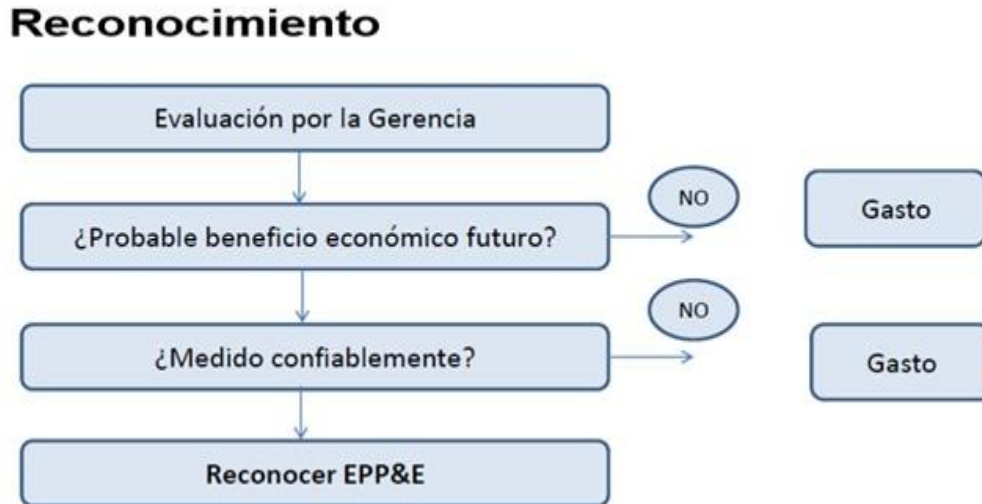 Reconocimiento
Evaluación por la Gerencia
NO
Gasto
¿Probable beneficio económico futuro?
NO
¿Medido confiablemente?
Gasto
Reconocer EPP&E